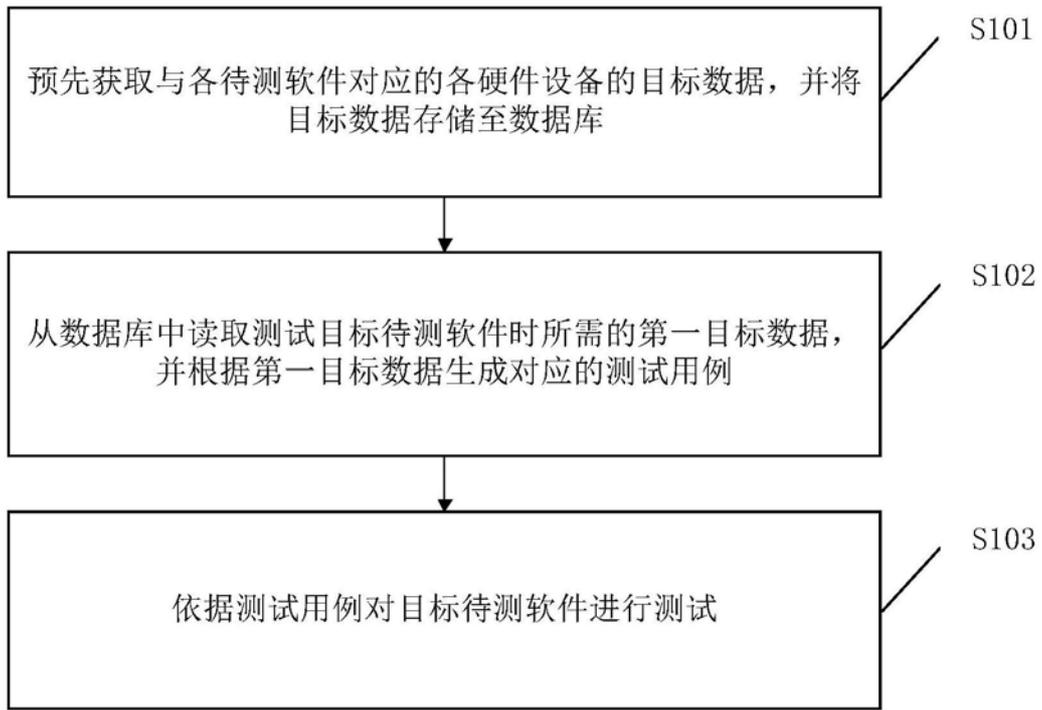 S101
预先获取与各待测软件对应的各硬件设备的目标数据，并将
目标数据存储至数据库
S102
从数据库中读取测试目标待测软件时所需的第一目标数据，
并根据第一目标数据生成对应的测试用例
S103
依据测试用例对目标待测软件进行测试